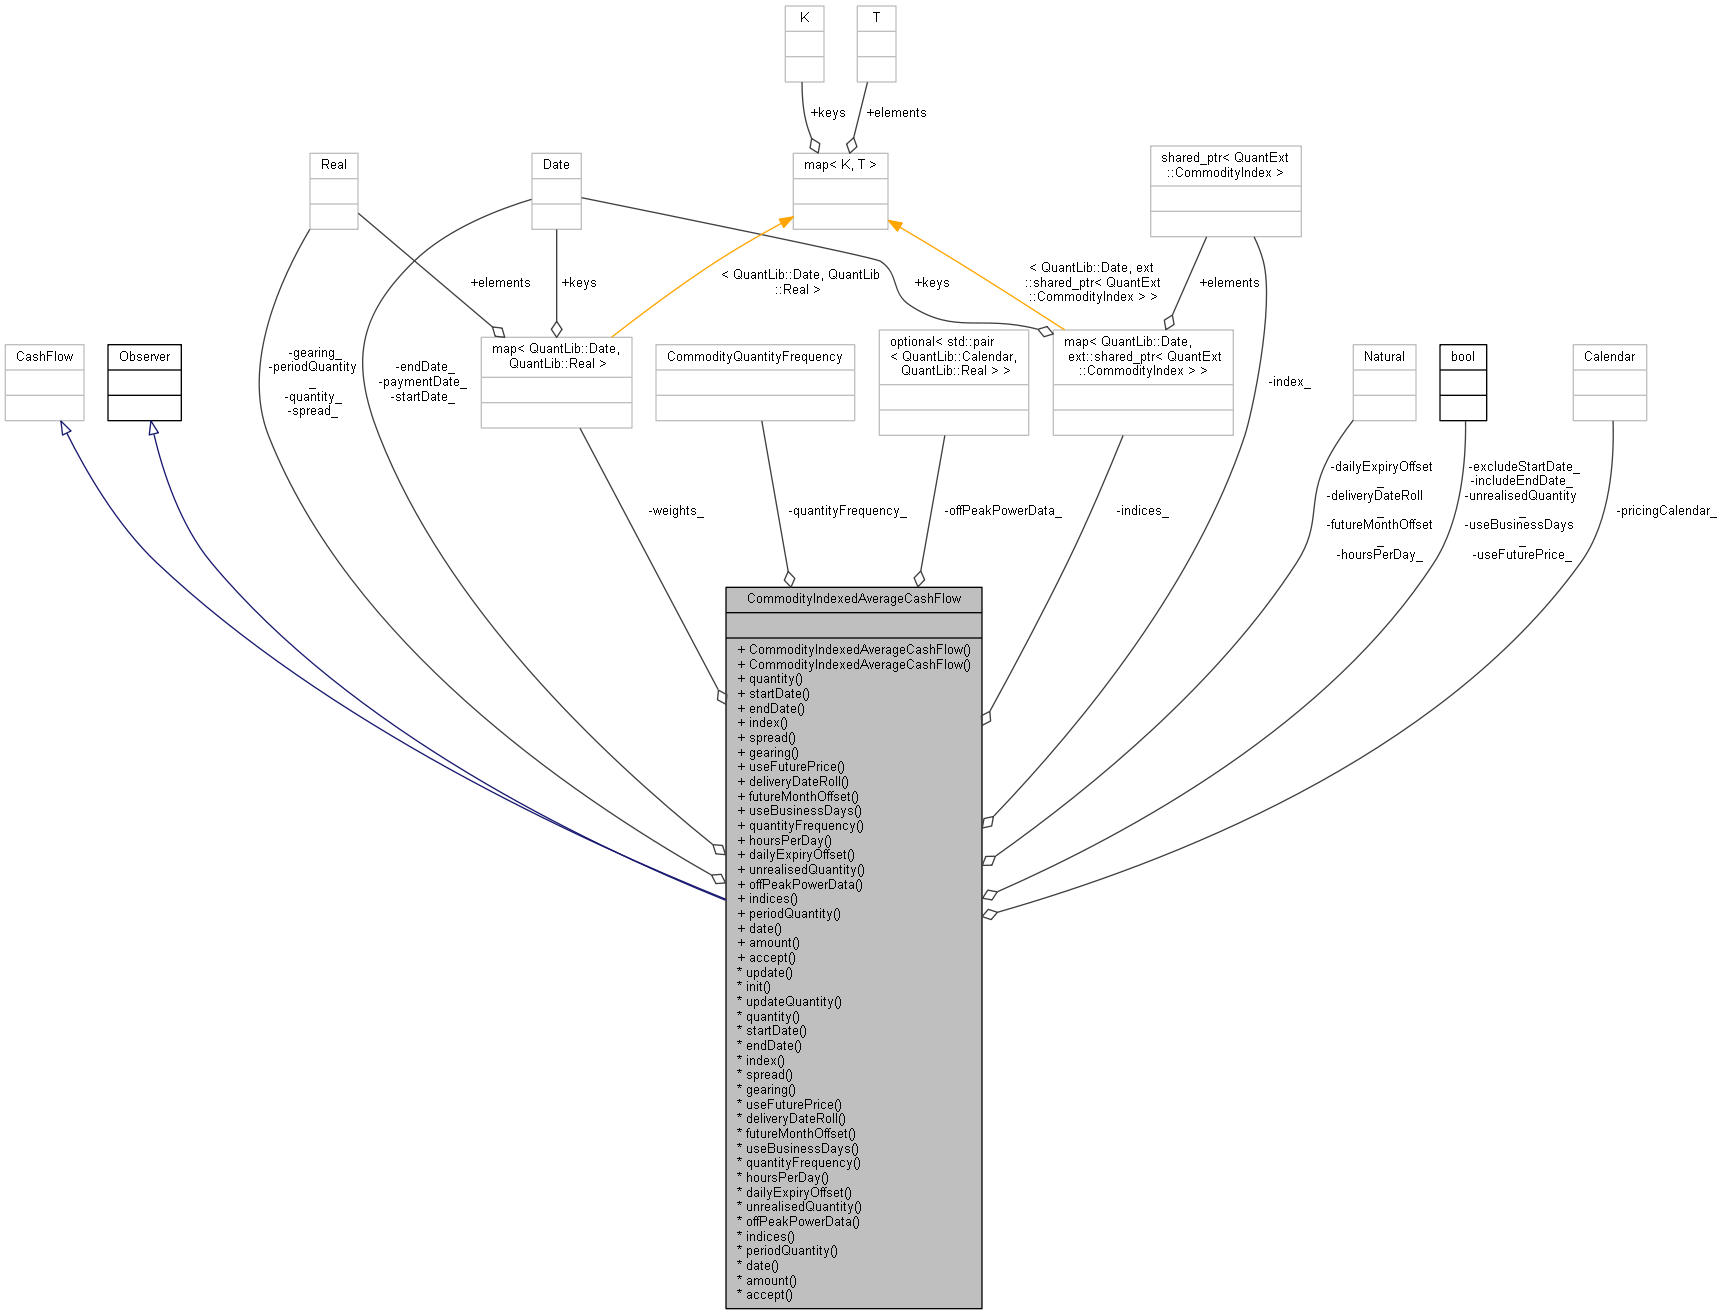 K
T
+keys
+elements
Real
Date
map< K, T >
shared_ptr< QuantExt
::CommodityIndex >
+elements
+keys
< QuantLib::Date, QuantLib
::Real >
+keys
< QuantLib::Date, ext
::shared_ptr< QuantExt
::CommodityIndex > >
+elements
CashFlow
Observer
-gearing_
-periodQuantity
_
-quantity_
-spread_
-endDate_
-paymentDate_
-startDate_
map< QuantLib::Date,
QuantLib::Real >
CommodityQuantityFrequency
optional< std::pair
< QuantLib::Calendar,
QuantLib::Real > >
map< QuantLib::Date,
ext::shared_ptr< QuantExt
::CommodityIndex > >
-index_
Natural
bool
Calendar
-weights_
-quantityFrequency_
-offPeakPowerData_
-indices_
-dailyExpiryOffset
_
-deliveryDateRoll
_
-futureMonthOffset
_
-hoursPerDay_
-excludeStartDate_
-includeEndDate_
-unrealisedQuantity
_
-useBusinessDays
_
-useFuturePrice_
-pricingCalendar_
CommodityIndexedAverageCashFlow
+ CommodityIndexedAverageCashFlow()
+ CommodityIndexedAverageCashFlow()
+ quantity()
+ startDate()
+ endDate()
+ index()
+ spread()
+ gearing()
+ useFuturePrice()
+ deliveryDateRoll()
+ futureMonthOffset()
+ useBusinessDays()
+ quantityFrequency()
+ hoursPerDay()
+ dailyExpiryOffset()
+ unrealisedQuantity()
+ offPeakPowerData()
+ indices()
+ periodQuantity()
+ date()
+ amount()
+ accept()
* update()
* init()
* updateQuantity()
* quantity()
* startDate()
* endDate()
* index()
* spread()
* gearing()
* useFuturePrice()
* deliveryDateRoll()
* futureMonthOffset()
* useBusinessDays()
* quantityFrequency()
* hoursPerDay()
* dailyExpiryOffset()
* unrealisedQuantity()
* offPeakPowerData()
* indices()
* periodQuantity()
* date()
* amount()
* accept()